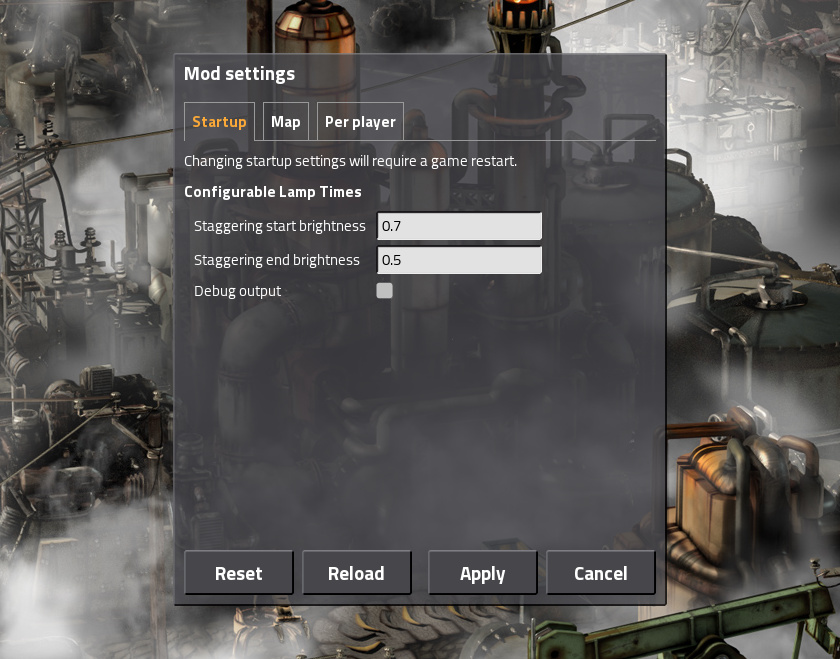 Mod settings
Startup Map Per player
Changing startup settings will require a game restart.
Configurable Lamp Times
Staggering start brightness 0.7
Staggering end brightness 0.5
Debug output
Reset Reload Apply Cancel